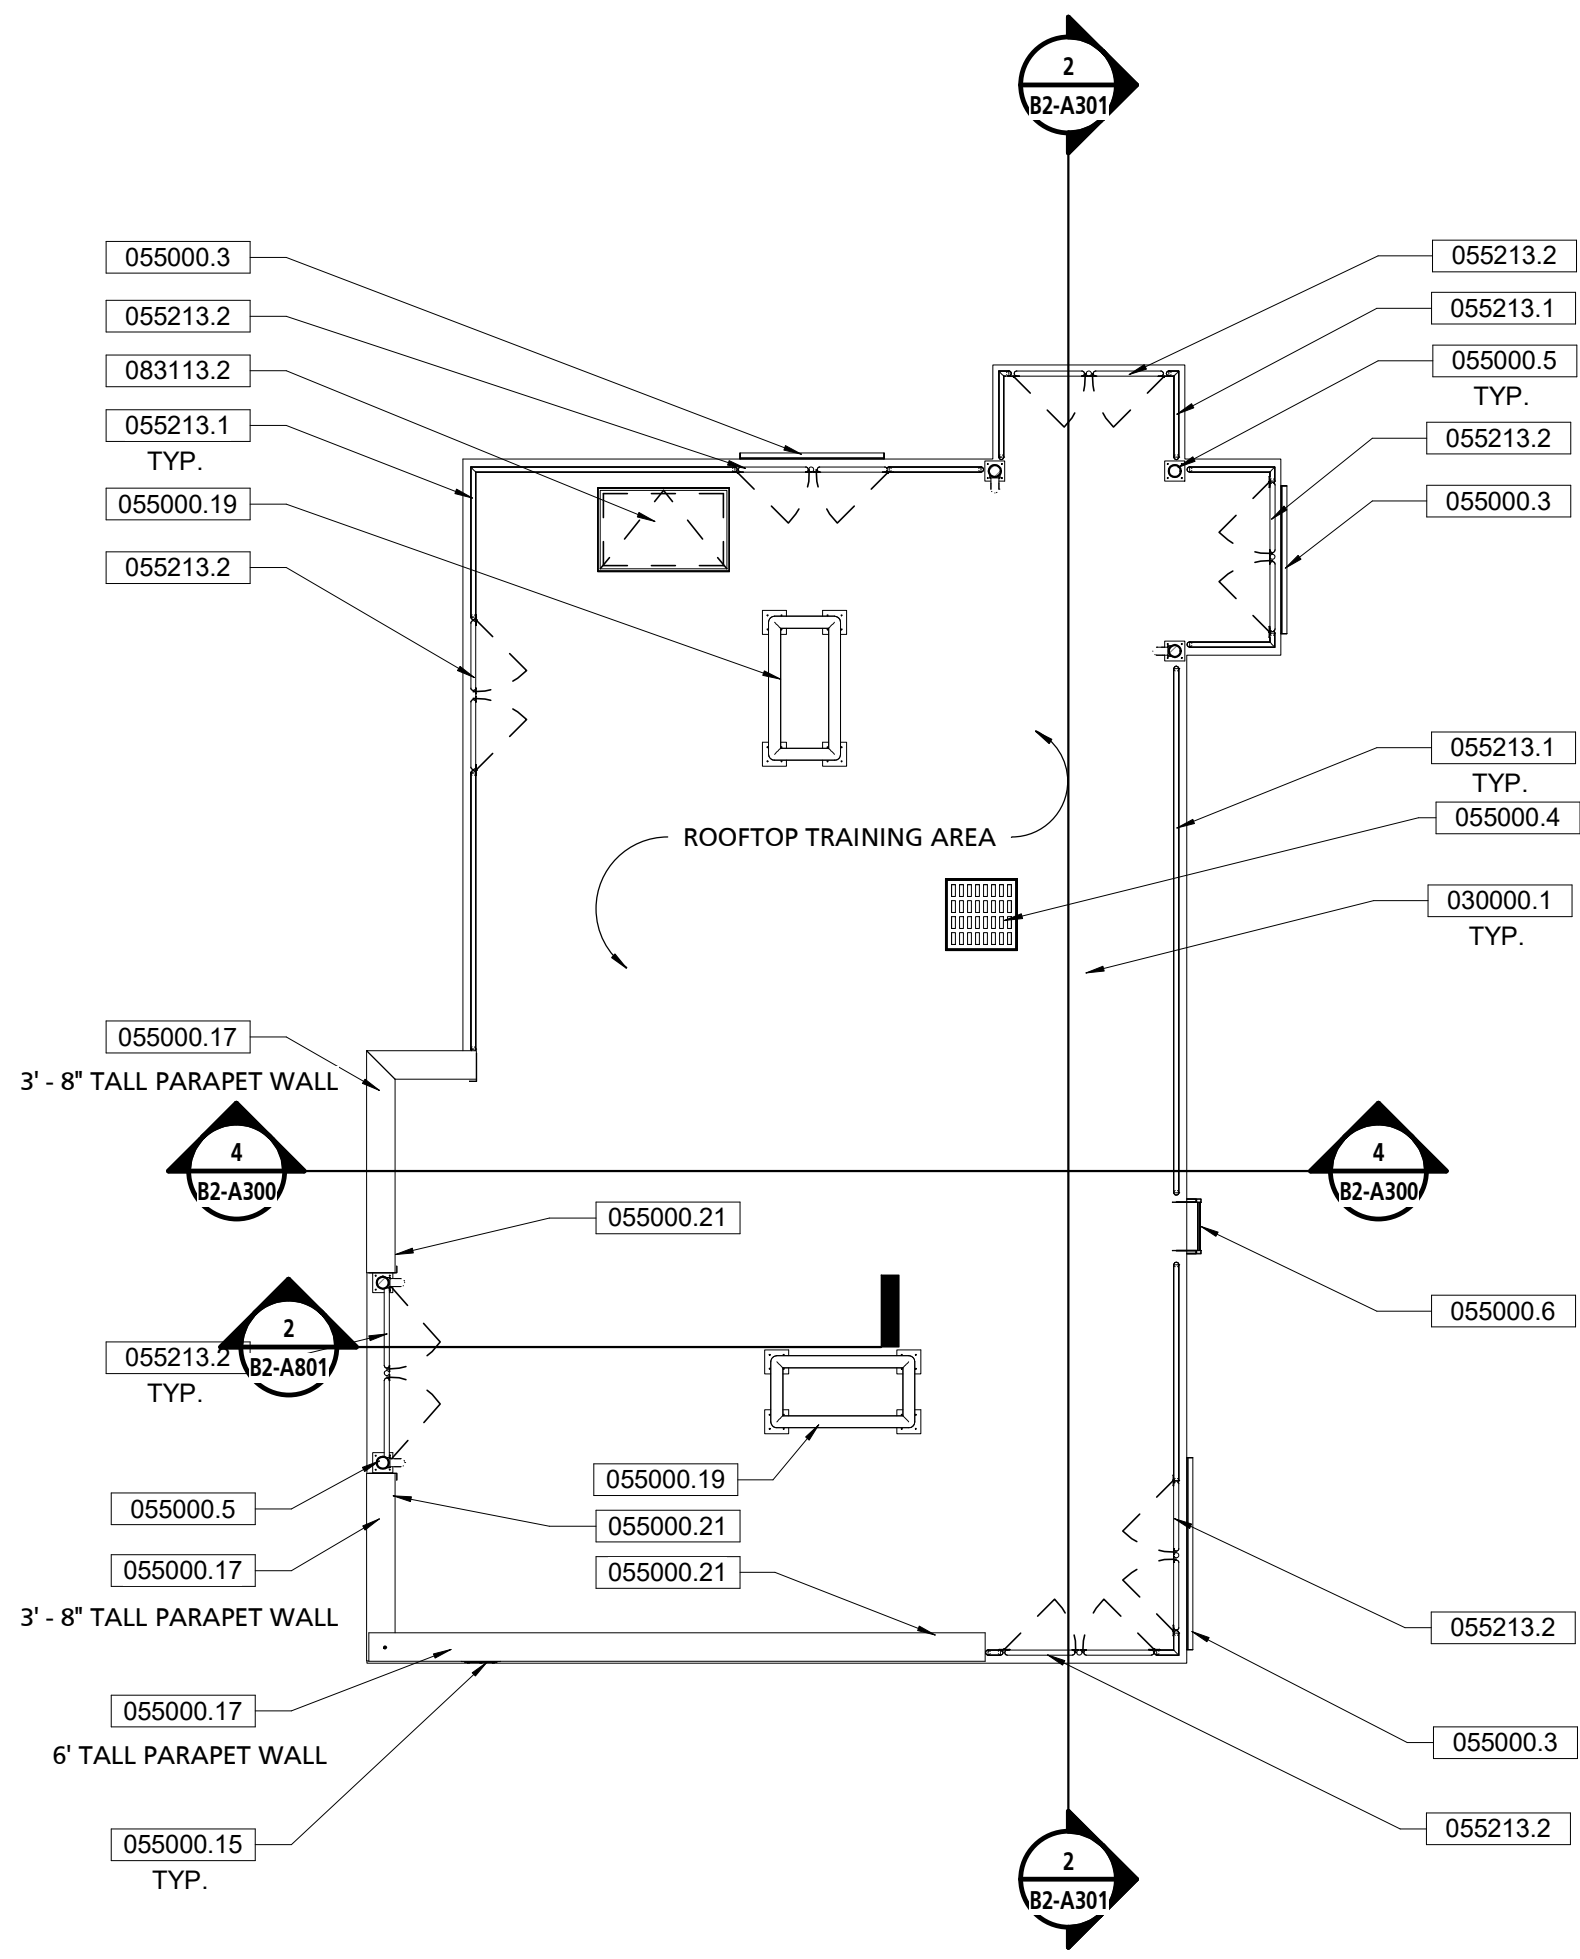 2
B2-A301
055000.3
055213.2
083113.2
055213.1
TYP.
055000.19
055213.2
055213.2
055213.1
055000.5
TYP.
055213.2
055000.3
055213.1
TYP.
055000.4
ROOFTOP TRAINING AREA
030000.1
TYP.
055000.17
3' - 8" TALL PARAPET WALL
4
B2-A300
4
B2-A300
055000.21
055000.6
2
B2-A801
055213.2
TYP.
055000.19
055000.5
055000.21
055000.17
055000.21
3' - 8" TALL PARAPET WALL
055213.2
055000.17
6' TALL PARAPET WALL
055000.3
055000.15
TYP.
055213.2
2
B2-A301